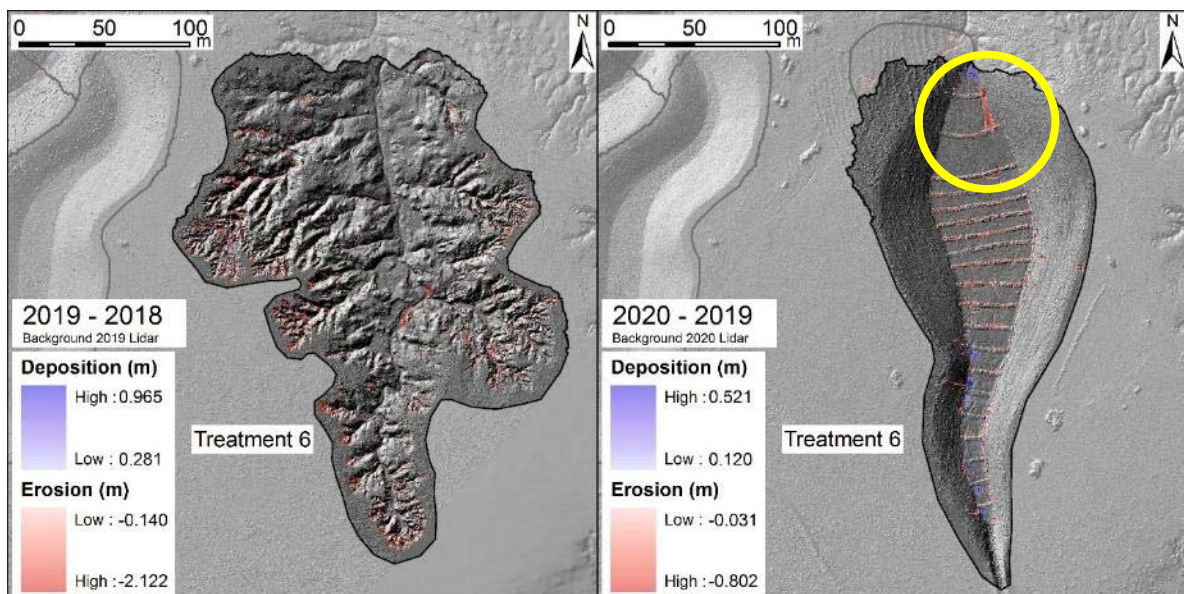 0 50 100
m
N
2019 - 2018
Background 2019 Lidar
Deposition (m)
High : 0.965
Low : 0.281
Erosion (m)
Low : -0.140
High :-2.122
Treatment 6
0 50 100
m
N
2020 - 2019
Background 2020 Lidar
Deposition (m)
High : 0.521
Low : 0.120
Erosion (m)
Low : -0.031
High : -0.802
Treatment 6